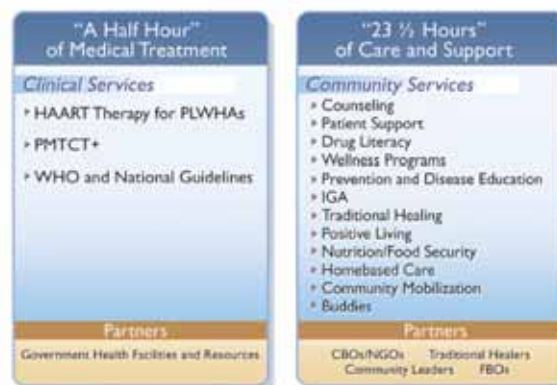 "A Half Hour"
of Medical Treatment
Clinical Services
HAART Therapy for PLWHAs
PMTCT+
WHO and National Guidelines
Partners
Government Health Facilities and Resources
"23 ½ Hours"
of Care and Support
Community Services
Counseling
Patient Support
Drug Literacy
Wellness Programs
Prevention and Disease Education
IGA
Traditional Healing
Positive Living
Nutrition/Food Security
Homebased Care
Community Mobilization
Buddies
Partners
CBOs/NGOs Traditional Healers
Community Leaders FBOs